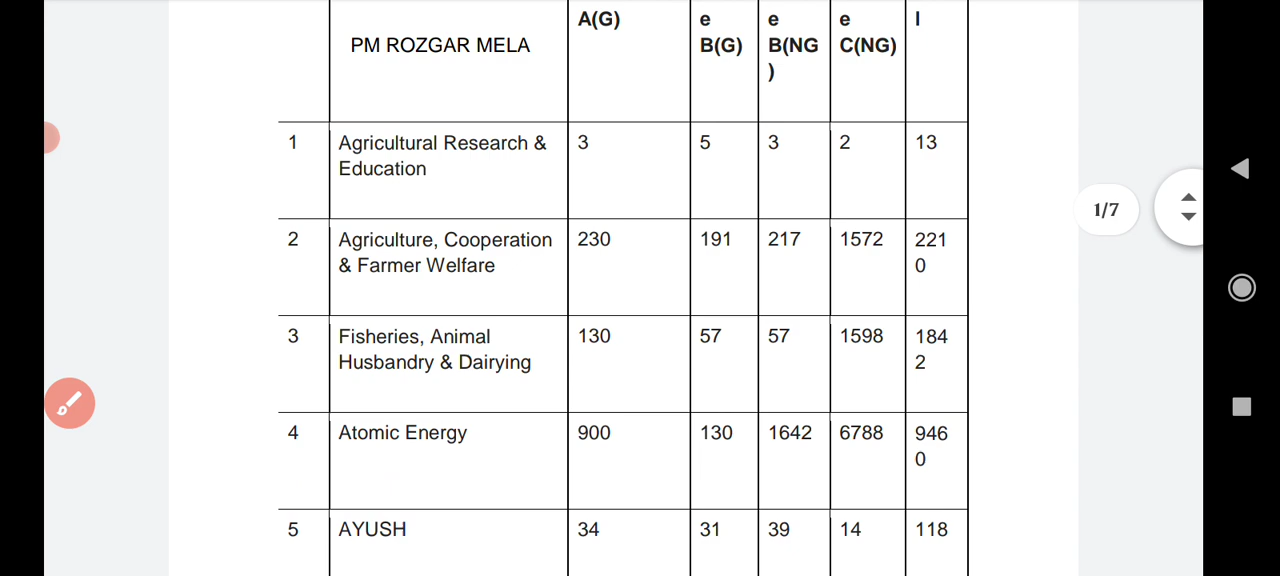 A(G) e e e l
PM ROZGAR MELA B(G) B(NG C(NG)
)
1 Agricultural Research & 3 5 3 2 13
Education
1/7
2 Agriculture, Cooperation 230 191 217 1572 221
& Farmer Welfare 0
3 Fisheries, Animal 130 57 57 1598 184
Husbandry & Dairying 2
4 Atomic Energy 900 130 1642 6788 946
0
5 AYUSH 34 31 39 14 118